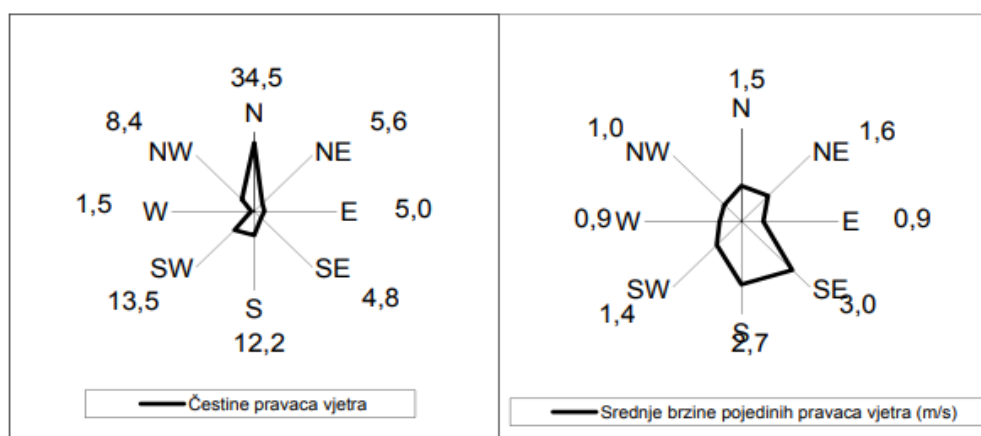 34,5
N
8,4
NW
5,6
NE
1,5
W
E
5,0
SW
13,5
SE
4,8
S
12,2
Čestine pravaca vjetra
1,5
N
1,0
NW
1,6
NE
0,9
W
E
0,9
SW
1,4
SE
3,0
S
2,7
Srednje brzine pojedinih pravaca vjetra (m/s)